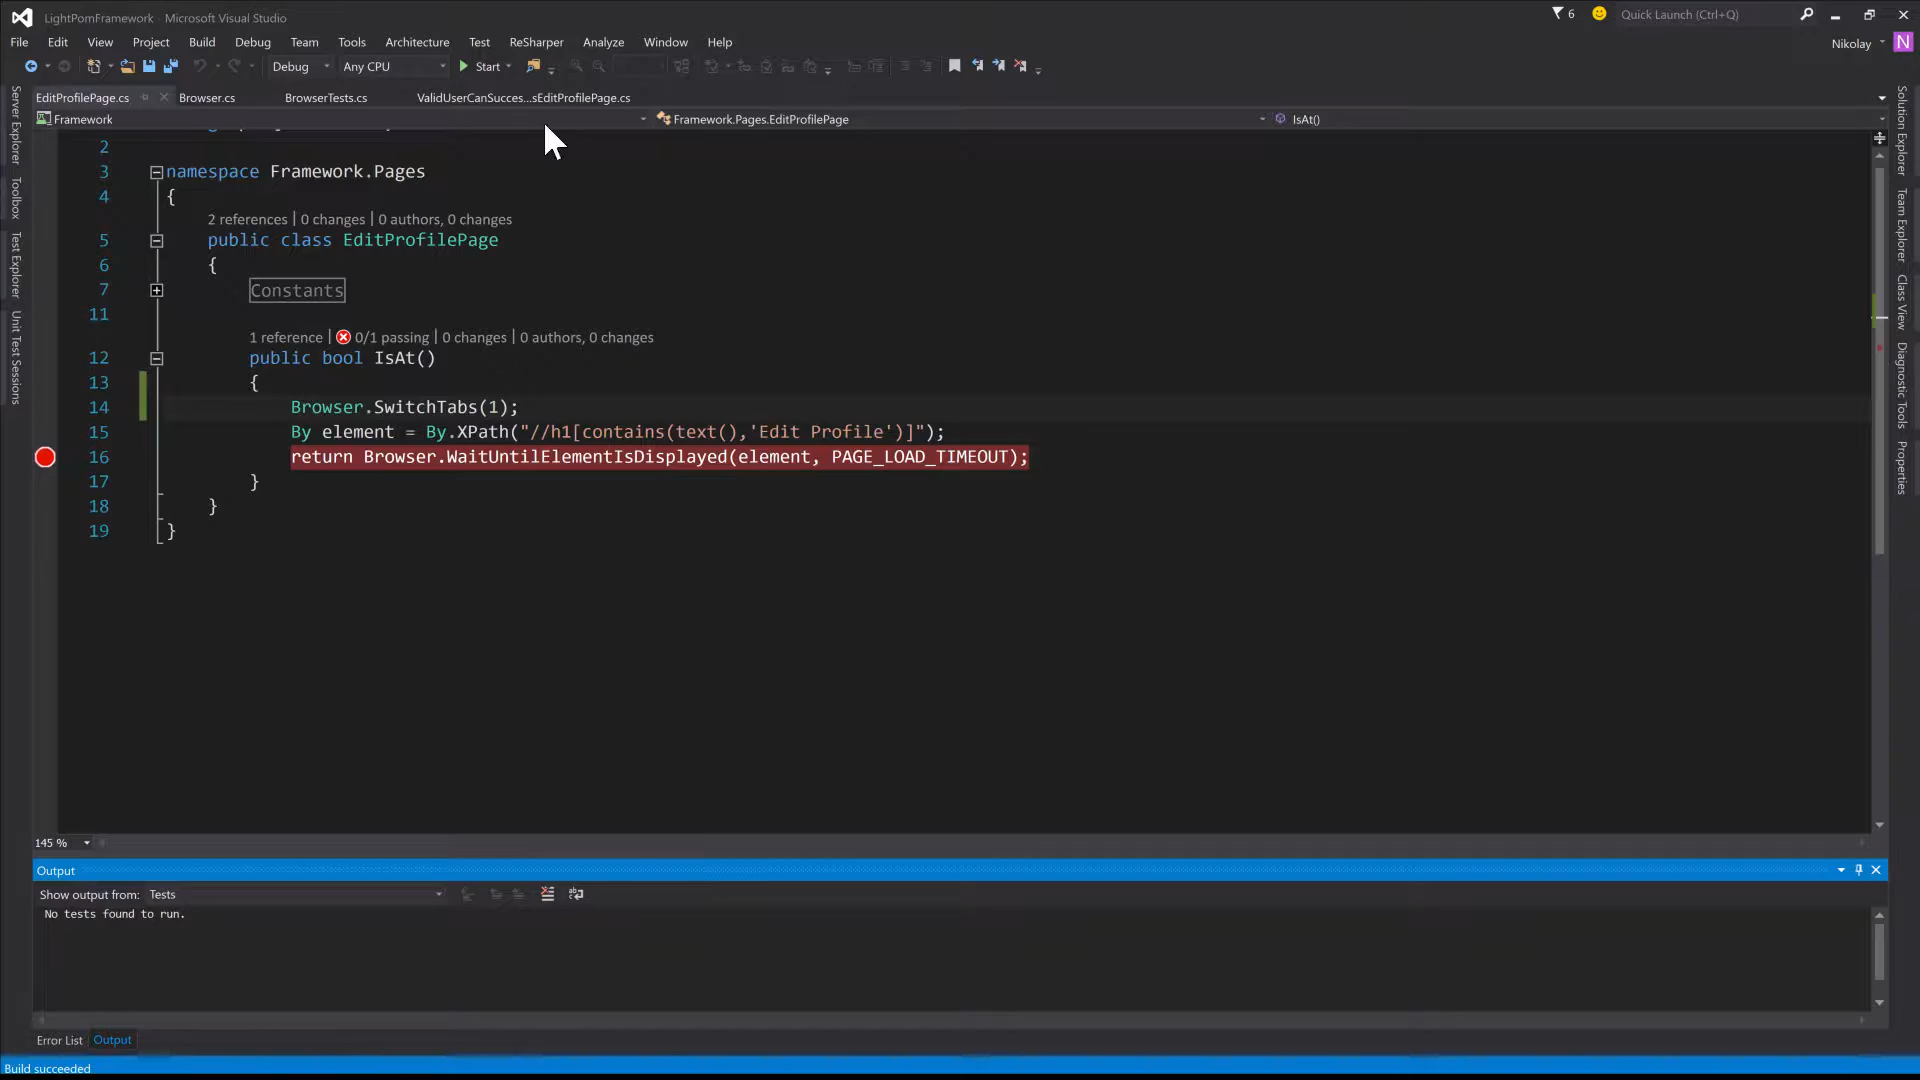 LightPomFramework - Microsoft Visual Studio
6
Quick Launch (Ctrl+Q)
File Edit View Project Build Debug Team Tools Architecture Test ReSharper Analyze Window Help
Nikolay N
Debug Any CPU Start
EditProfilePage.cs Browser.cs BrowserTests.cs ValidUserCanSucces...sEditProfilePage.cs
Framework Framework.Pages.EditProfilePage IsAt()
Server Explorer
Toolbox
Test Explorer
Unit Test Sessions
2
3 namespace Framework.Pages
4 {
2 references | 0 changes | 0 authors, 0 changes
5 public class EditProfilePage
6 {
7 Constants
11
1 reference | 0/1 passing | 0 changes | 0 authors, 0 changes
12 public bool IsAt()
13 {
14 Browser.SwitchTabs(1);
15 By element = By.XPath("//h1[contains(text(),'Edit Profile')]");
16 return Browser.WaitUntilElementIsDisplayed(element, PAGE_LOAD_TIMEOUT);
17 }
18 }
19 }
Solution Explorer
Team Explorer
Class View
Diagnostic Tools
Properties
145 %
Output
Show output from: Tests
No tests found to run.
Error List Output
Build succeeded